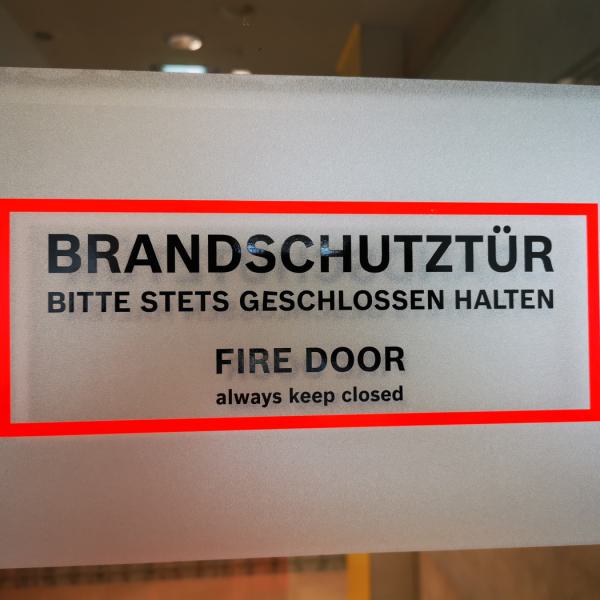 BRANDSCHUTZTÜR
BITTE STETS GESCHLOSSEN HALTEN
FIRE DOOR
always keep closed